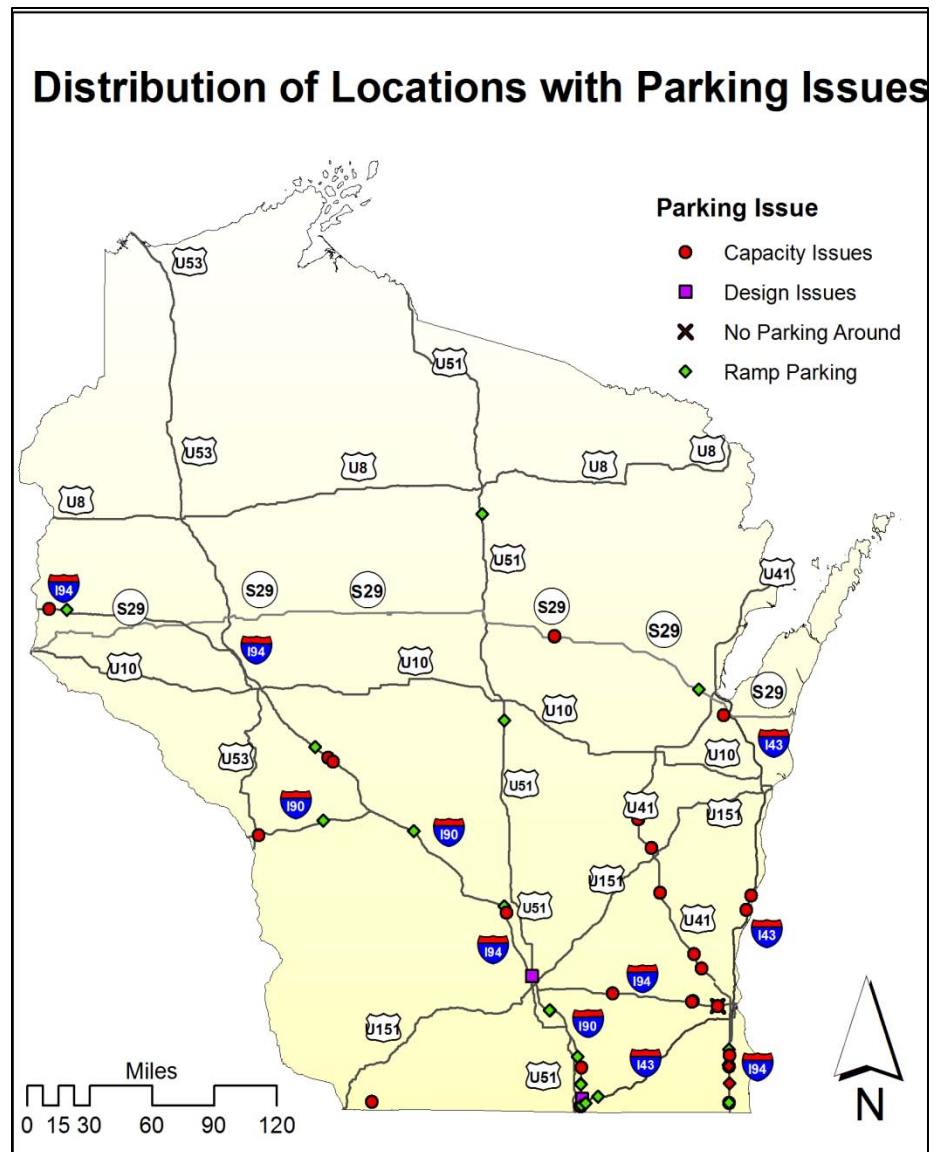 Distribution of Locations with Parking Issues
Parking Issue
Capacity Issues
Design Issues
No Parking Around
Ramp Parking
U53
U51
U53
U8
U8
U8
U8
U51
U41
I94
S29
S29
S29
S29
S29
I94
U10
U10
S29
U10
I43
U10
U53
U51
I90
U41
U151
I90
U151
U51
U41
I43
I94
I94
I90
U151
I43
I94
U51
Miles
0 15 30 60 90 120
N